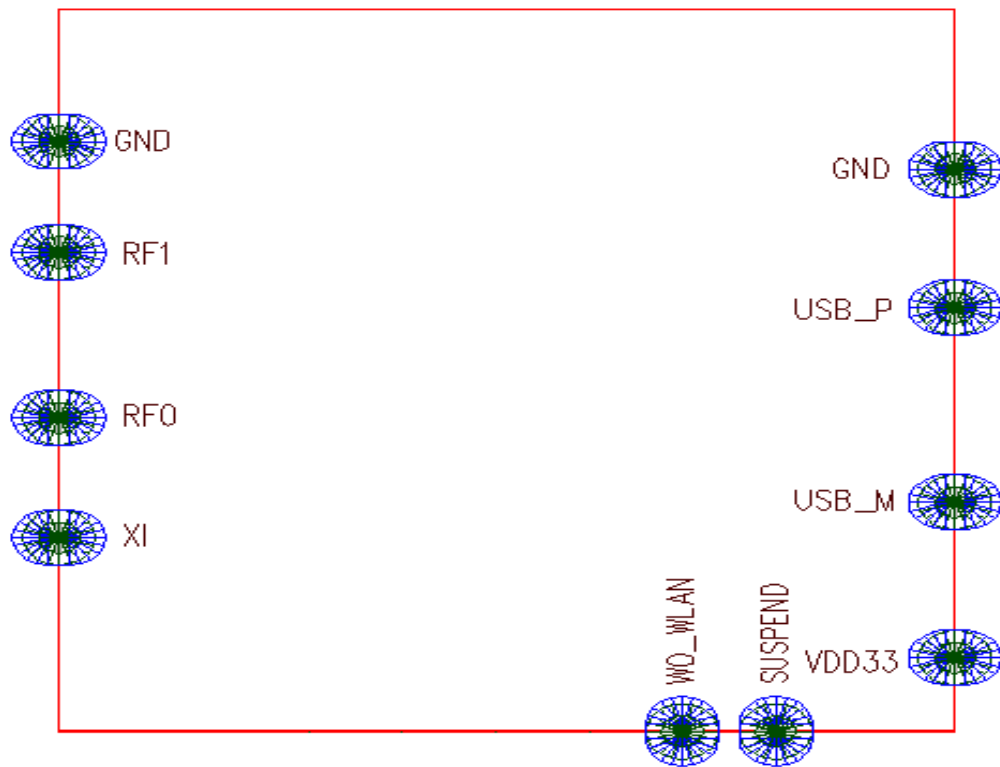 GND
GND
RF1
USB_P
RF0
USB_M
XI
WO_WLAN
SUSPEND
VDD33